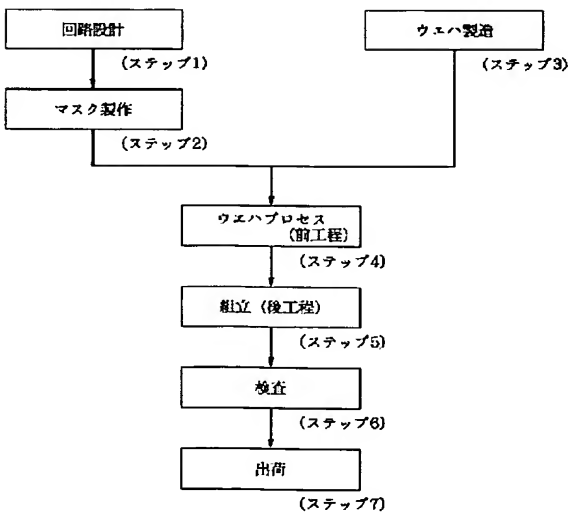 回路設計
ウエハ製造
(ステップ1)
(ステップ3)
マスク製作
(ステップ2)
ウエハプロセス
(前工程)
(ステップ4)
組立 (後工程)
(ステップ5)
検査
(ステップ6)
出荷
(ステップ7)